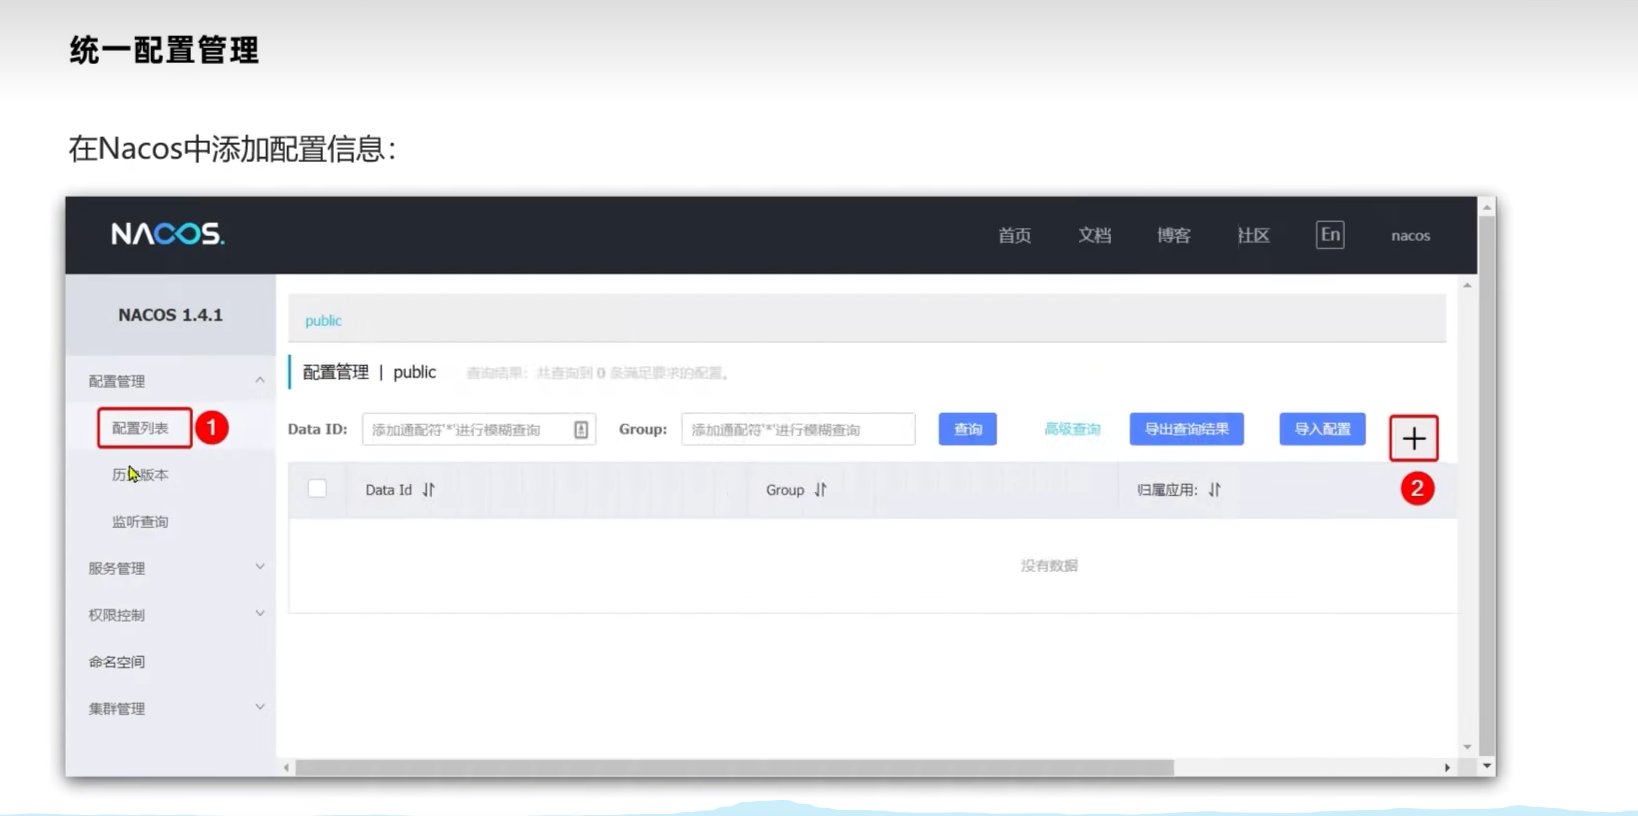 统一配置管理
在Nacos中添加配置信息：
NACOS.
首页 文档 博客 社区 En nacos
NACOS 1.4.1
public
配置管理
配置管理 | public 查询结果：共查询到 0 条满足要求的配置。
配置列表 1
Data ID: 添加通配符'*'进行模糊查询 Group: 添加通配符'*'进行模糊查询 查询 高级查询 导出查询结果 导入配置 +
2
历史版本
Data Id Group 归属应用:
监听查询
没有数据
服务管理
权限控制
命名空间
集群管理